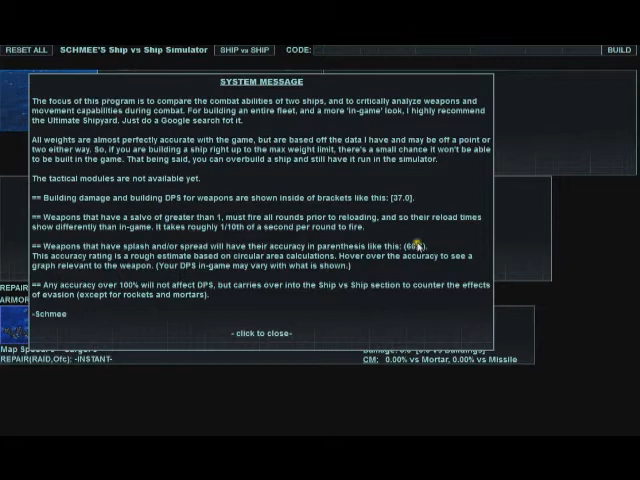 RESET ALL SCHMEE'S Ship vs Ship Simulator SHIP vs SHIP CODE: BUILD
SYSTEM MESSAGE
The focus of this program is to compare the combat abilities of two ships, and to critically analyze weapons and
movement capabilities during combat. For building an entire fleet, and a more 'in-game' look, I highly recommend
the Ultimate Shipyard. Just do a Google search fot it.
All weights are almost perfectly accurate with the game, but are based off the data I have and may be off a point or
two either way. So, if you are building a ship right up to the max weight limit, there's a small chance it won't be able
to be built in the game. That being said, you can overbuild a ship and still have it run in the simulator.
The tactical modules are not available yet.
== Building damage and building DPS for weapons are shown inside of brackets like this: [37.0].
== Weapons that have a salvo of greater than 1, must fire all rounds prior to reloading, and so their reload times
show differently than in-game. It takes roughly 1/10th of a second per round to fire.
== Weapons that have splash and/or spread will have their accuracy in parenthesis like this:
This accuracy rating is a rough estimate based on circular area calculations. Hover over the accuracy to see a
graph relevant to the weapon. (Your DPS in-game may vary with what is shown.)
== Any accuracy over 100% will not affect DPS, but carries over into the Ship vs Ship section to counter the effects
of evasion (except for rockets and mortars).
-Schmee
- click to close-
REPAIR
ARMOR
Map
REPAIR(RAID,Ofc): -INSTANT- CM: 0.00% vs Mortar, 0.00% vs Missile